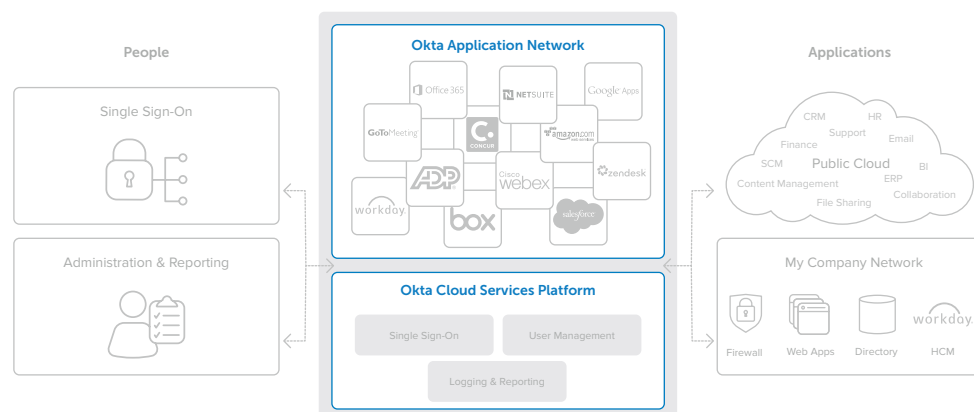 People
Single Sign-On
Administration & Reporting
Okta Application Network
Office 365
NETSUITE
Google Apps
GoToMeeting
C.
CONCUR
amazon.com
web services
ADP
Cisco
webex
zendesk
workday.
box
salesforce
Okta Cloud Services Platform
Single Sign-On
User Management
Logging & Reporting
Applications
CRM
HR
Support
Email
Finance
SCM
Public Cloud
BI
ERP
Content Management
Collaboration
File Sharing
My Company Network
workday.
Firewall
Web Apps
Directory
HCM